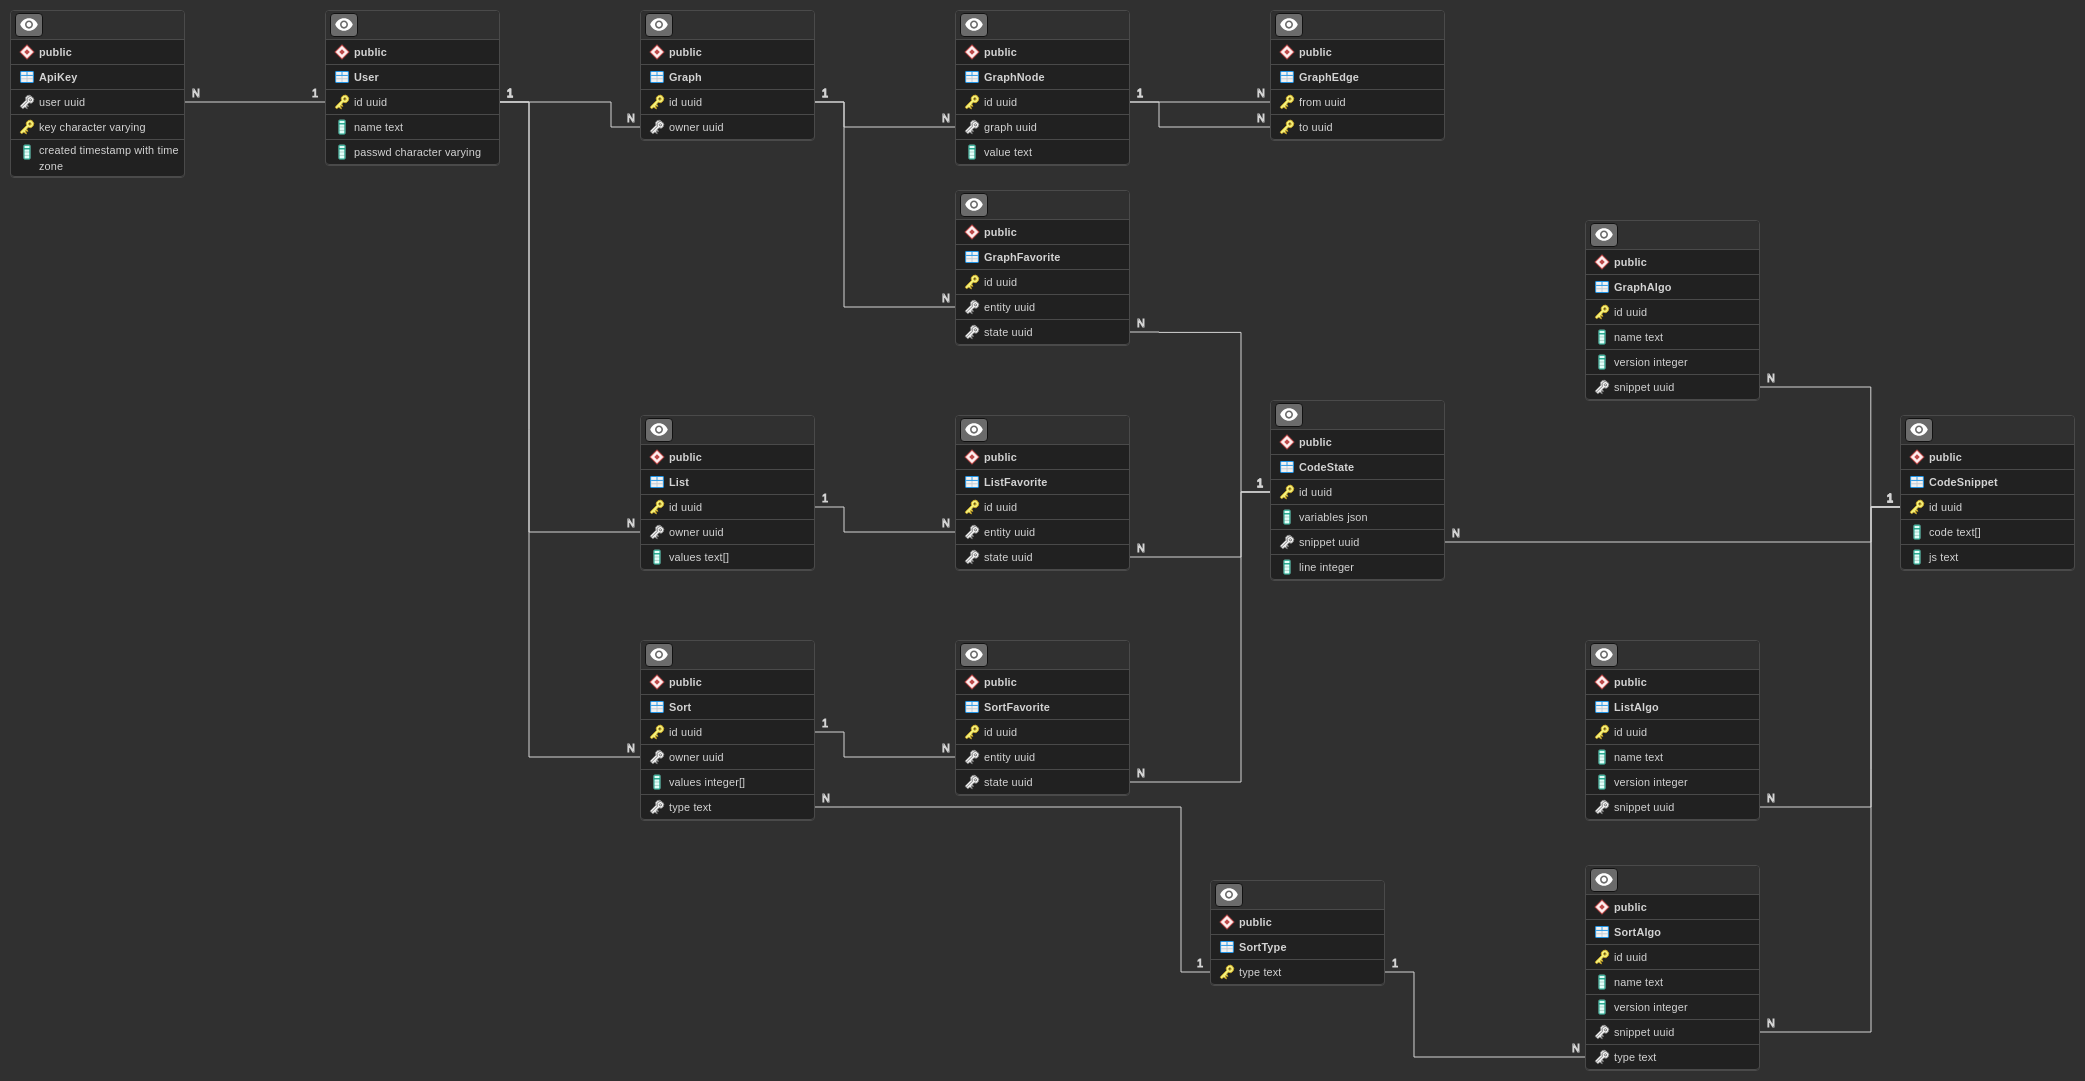 public
ApiKey
user uuid
key character varying
created timestamp with time
zone
N
1
public
User
id uuid
name text
passwd character varying
1
N
public
Graph
id uuid
owner uuid
1
N
public
GraphNode
id uuid
graph uuid
value text
1
N
N
public
GraphEdge
from uuid
to uuid
N
public
GraphFavorite
id uuid
entity uuid
state uuid
N
public
GraphAlgo
id uuid
name text
version integer
snippet uuid
N
N
public
List
id uuid
owner uuid
values text[]
1
N
public
ListFavorite
id uuid
entity uuid
state uuid
N
1
public
CodeState
id uuid
variables json
snippet uuid
line integer
N
1
public
CodeSnippet
id uuid
code text[]
js text
N
public
Sort
id uuid
owner uuid
values integer[]
type text
1
N
N
public
SortFavorite
id uuid
entity uuid
state uuid
N
public
ListAlgo
id uuid
name text
version integer
snippet uuid
N
1
public
SortType
type text
1
N
public
SortAlgo
id uuid
name text
version integer
snippet uuid
type text
N